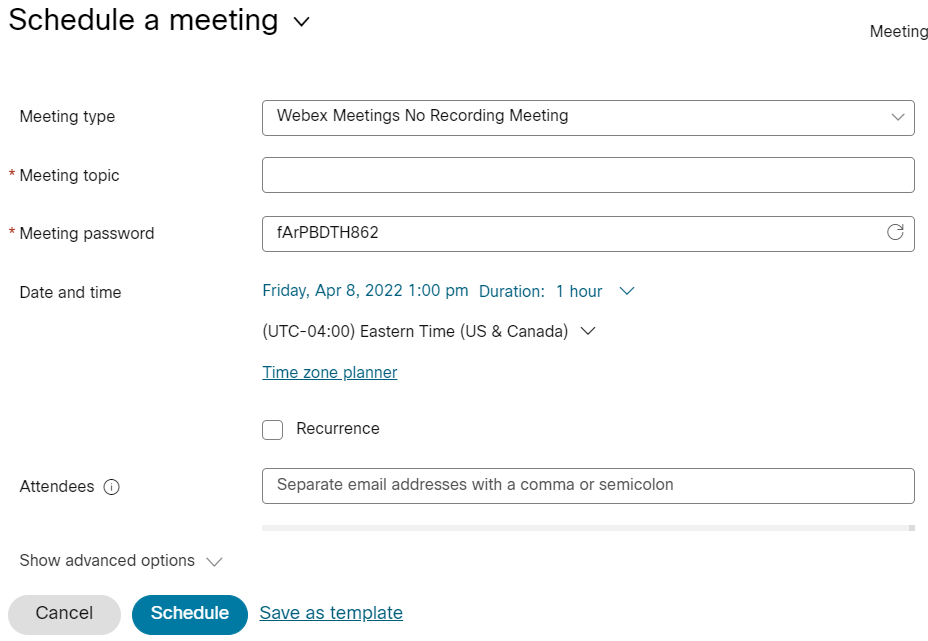 Schedule a meeting
Meeting
Meeting type
Webex Meetings No Recording Meeting
* Meeting topic
* Meeting password
fArPBDTH862
Date and time
Friday, Apr 8, 2022 1:00 pm Duration: 1 hour
(UTC-04:00) Eastern Time (US & Canada)
Time zone planner
Recurrence
Attendees
Separate email addresses with a comma or semicolon
Show advanced options
Cancel
Schedule
Save as template